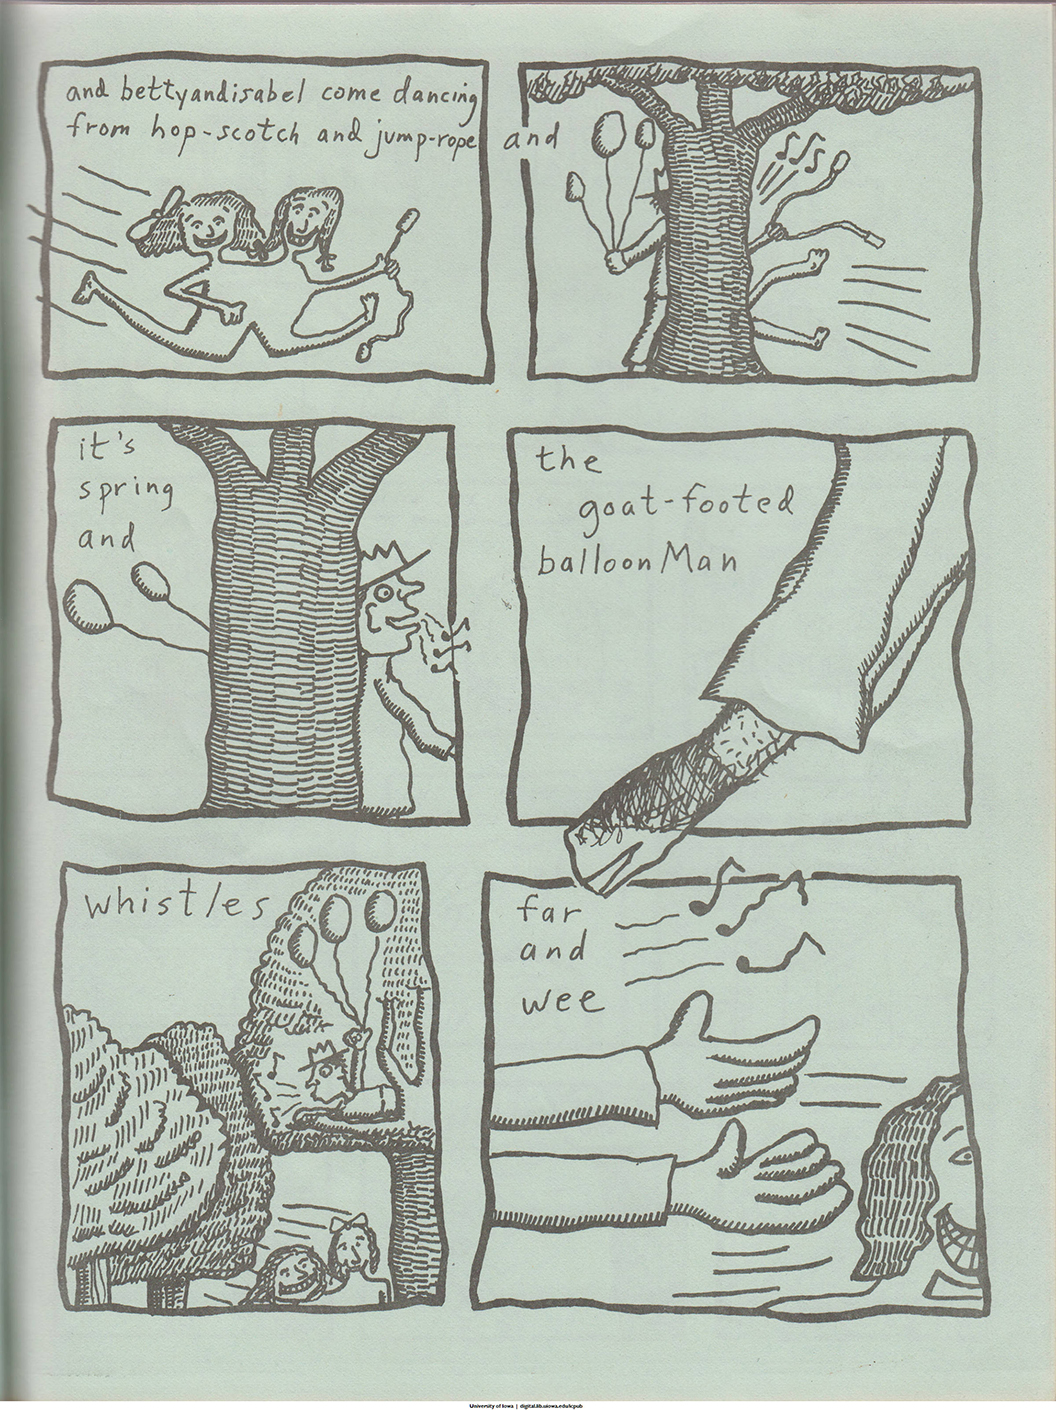 and bettyandisabel come dancing
from hop-scotch and jump-rope
and
it's
spring
and
the
goat-footed
balloonMan
whistles
far
and
wee
University of Iowa | digital.lib.uiowa.edu/icpub